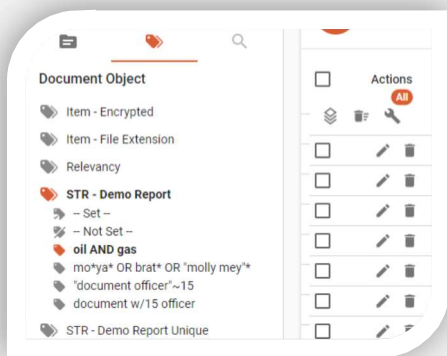 Document Object
Actions
All
Item - Encrypted
Item - File Extension
Relevancy
STR - Demo Report
-- Set --
-- Not Set --
oil AND gas
mo*ya* OR brat* OR "molly mey"*
"document officer"~15
document w/15 officer
STR - Demo Report Unique